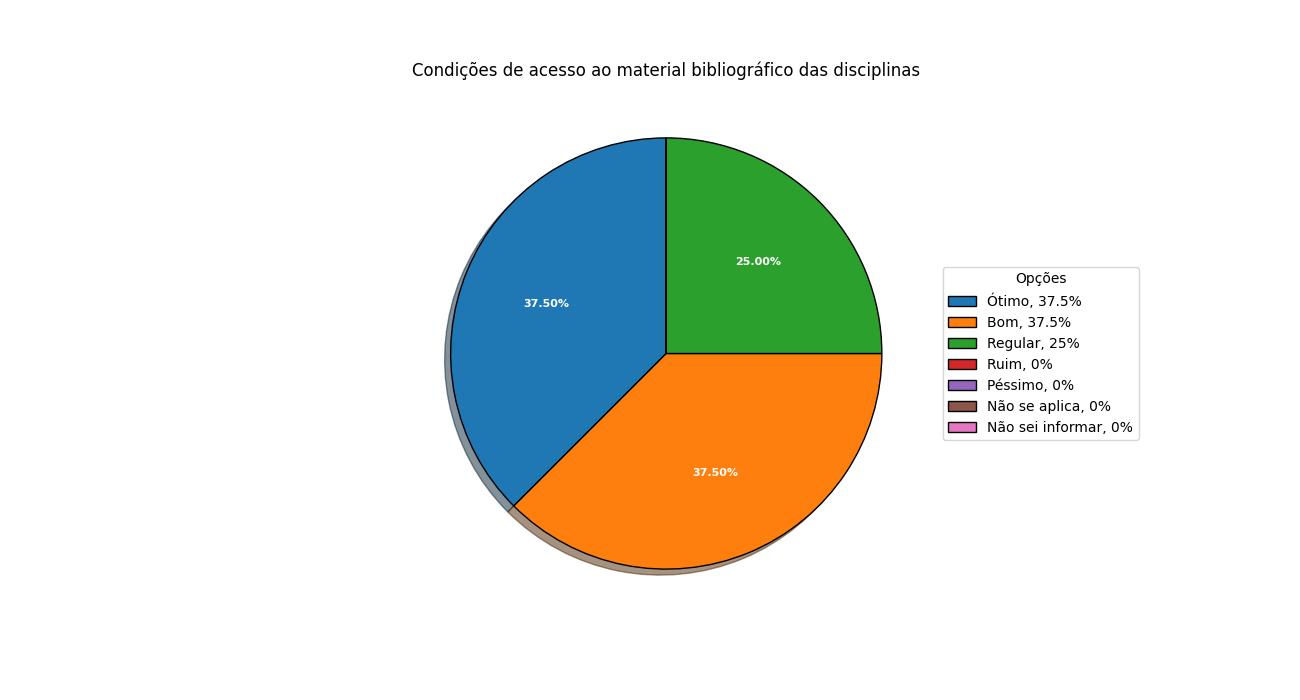 Condições de acesso ao material bibliográfico das disciplinas
25.00%
37.50%
37.50%
Opções
Ótimo, 37.5%
Bom, 37.5%
Regular, 25%
Ruim, 0%
Péssimo, 0%
Não se aplica, 0%
Não sei informar, 0%